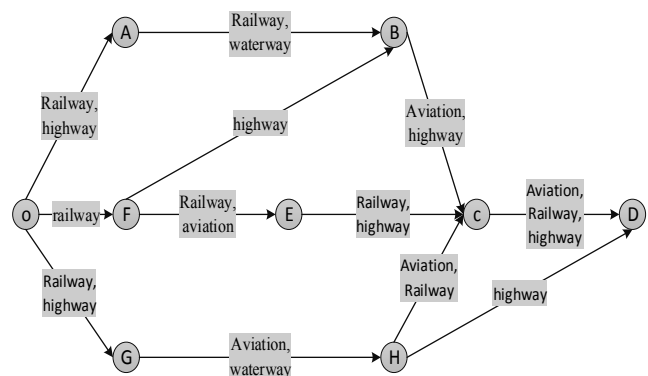 A
Railway,
waterway
B
Railway,
highway
highway
Aviation,
highway
o
railway
F
Railway,
aviation
E
Railway,
highway
c
Aviation,
Railway,
highway
D
Railway,
highway
Aviation,
Railway
highway
G
Aviation,
waterway
H